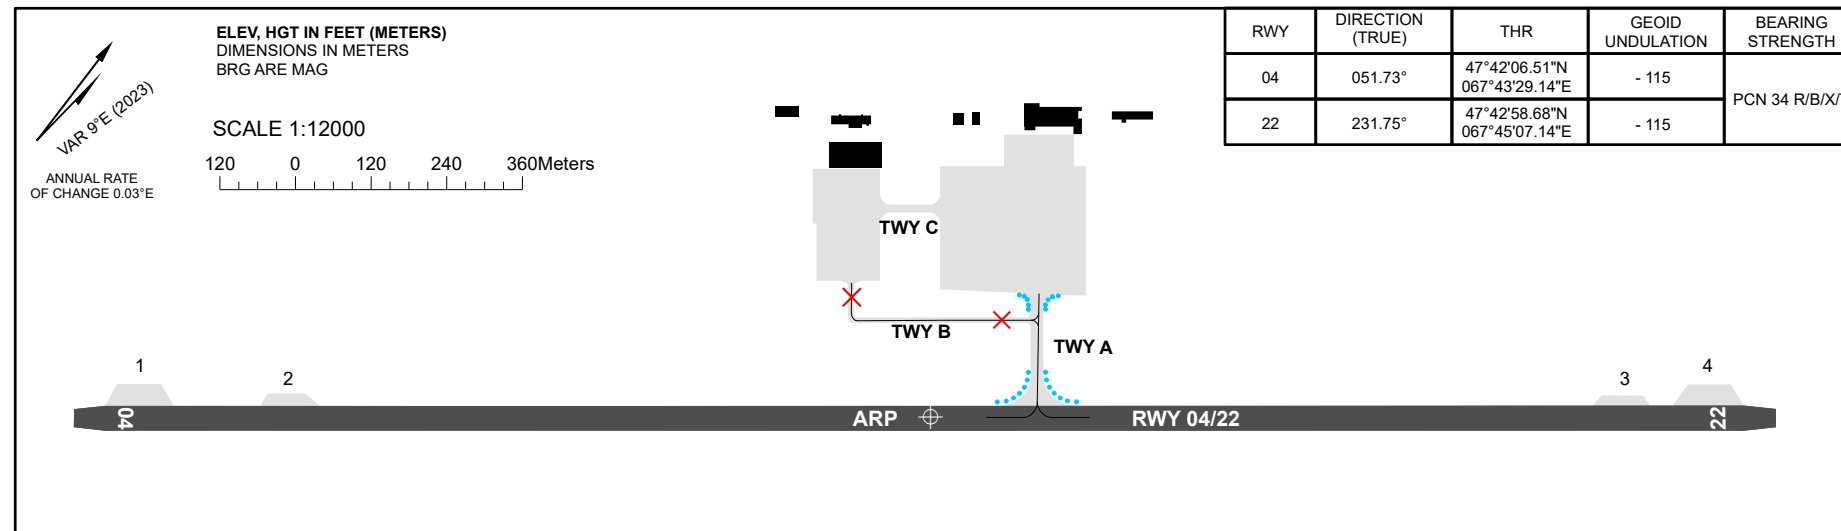 ELEV, HGT IN FEET (METERS)
DIMENSIONS IN METERS
BRG ARE MAG
VAR 9°E (2023)
ANNUAL RATE
OF CHANGE 0.03°E
SCALE 1:12000
120 0 120 240 360Meters
RWY DIRECTION (TRUE) THR GEOID UNDULATION BEARING STRENGTH
04 051.73° 47°42'06.51"N 067°43'29.14"E - 115
22 231.75° 47°42'58.68"N 067°45'07.14"E - 115
PCN 34 R/B/X/
TWY C
TWY B
TWY A
1
2
3
4
04
ARP
RWY 04/22
22